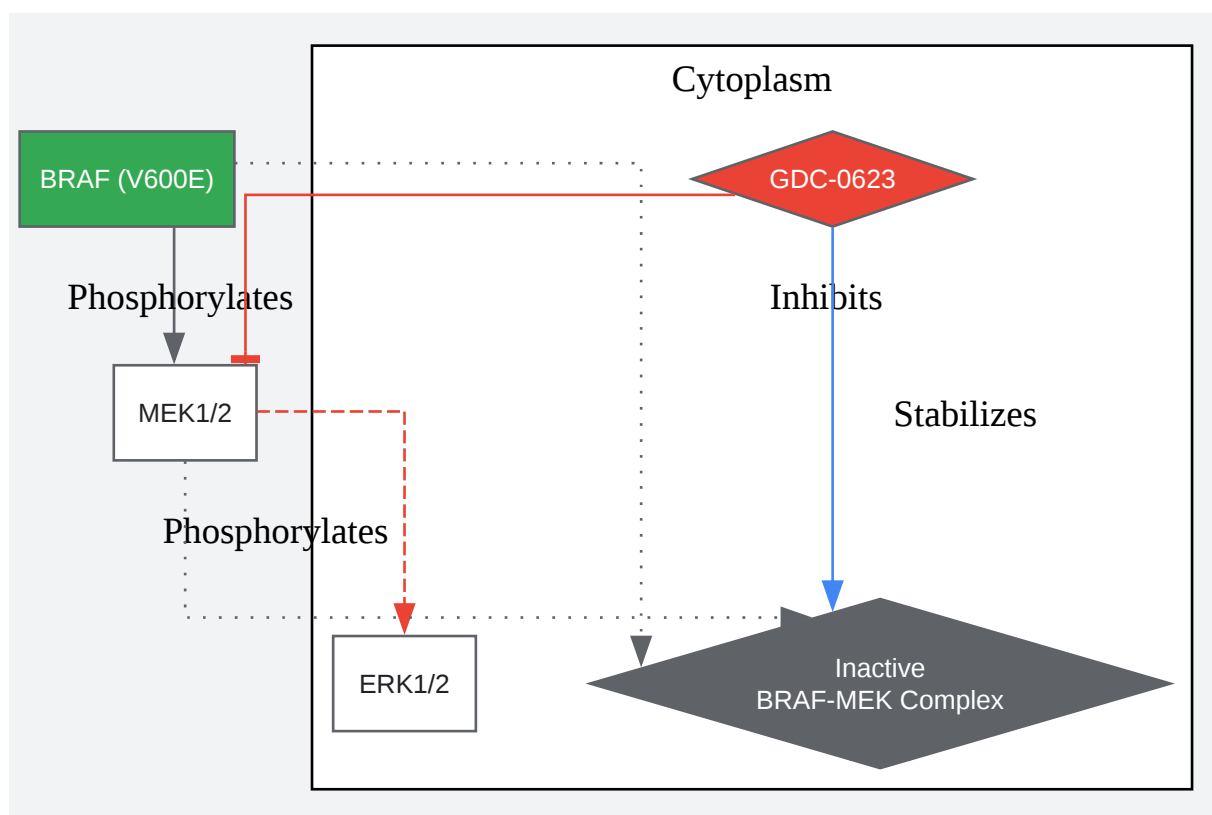 Cytoplasm
BRAF (V600E)
GDC-0623
Phosphorylates
Inhibits
MEK1/2
Stabilizes
Phosphorylates
ERK1/2
Inactive
BRAF-MEK Complex